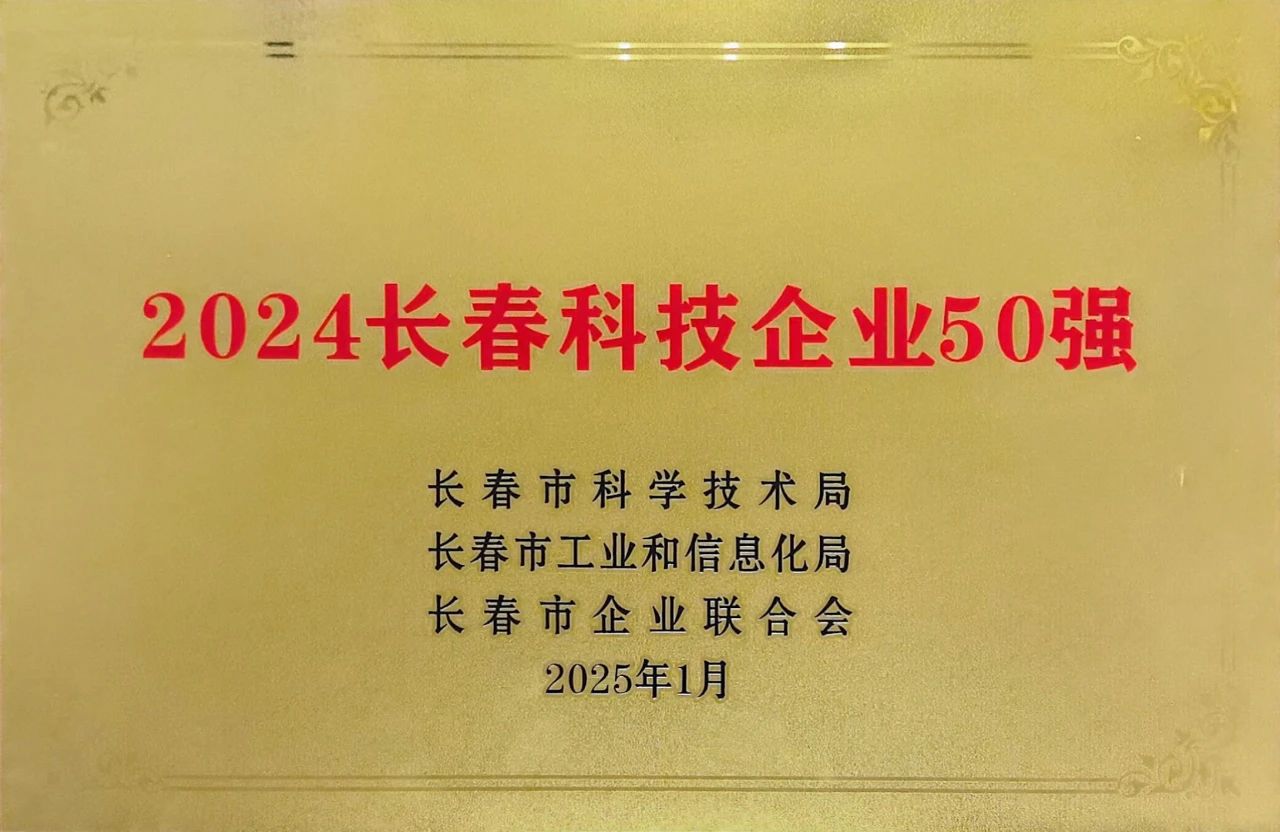 2024长春科技企业50强
长春市科学技术局
长春市工业和信息化局
长春市企业联合会
2025年1月